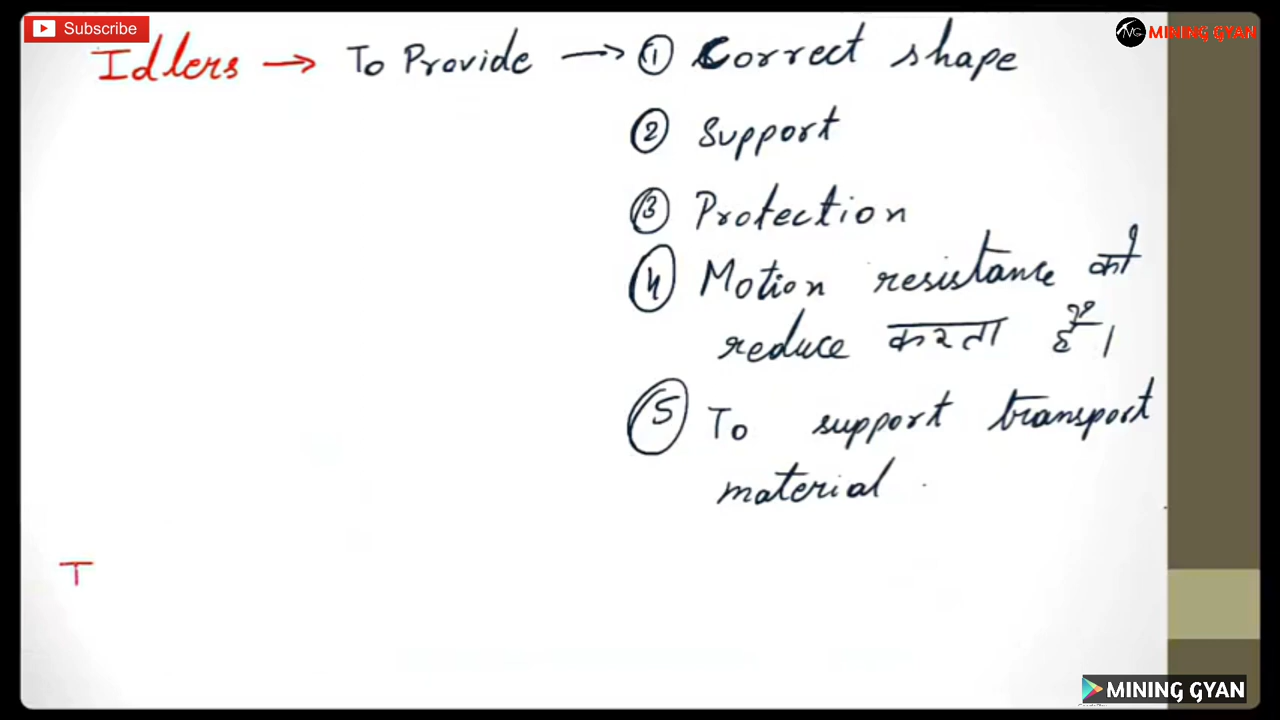 Subscribe
MINING GYAN
Idlers → To Provide → ① Correct shape
② Support
③ Protection
④ Motion resistance को
reduce करता है।
⑤ To support transport
material .
T
MINING GYAN